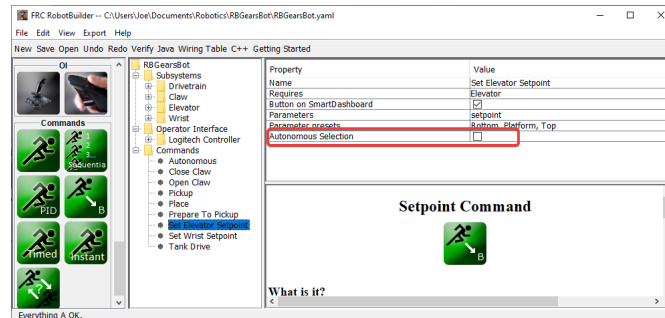 FRC RobotBuilder -- C:\Users\Joe\Documents\Robotics\RBGearsBot\RBGearsBot.yaml
File Edit View Export Help
New Save Open Undo Redo Verify Java Wiring Table C++ Getting Started
OI
Commands
1
2
3
Sequentia
PID
B
Timed
Instant
?
RBGearsBot
Subsystems
Drivetrain
Claw
Elevator
Wrist
Operator Interface
Logitech Controller
Commands
Autonomous
Close Claw
Open Claw
Pickup
Place
Prepare To Pickup
Set Elevator Setpoint
Set Wrist Setpoint
Tank Drive
Property Value
Name Set Elevator Setpoint
Requires Elevator
Button on SmartDashboard
Parameters setpoint
Parameter presets Bottom, Platform, Top
Autonomous Selection
Setpoint Command
B
What is it?
Everything A OK.